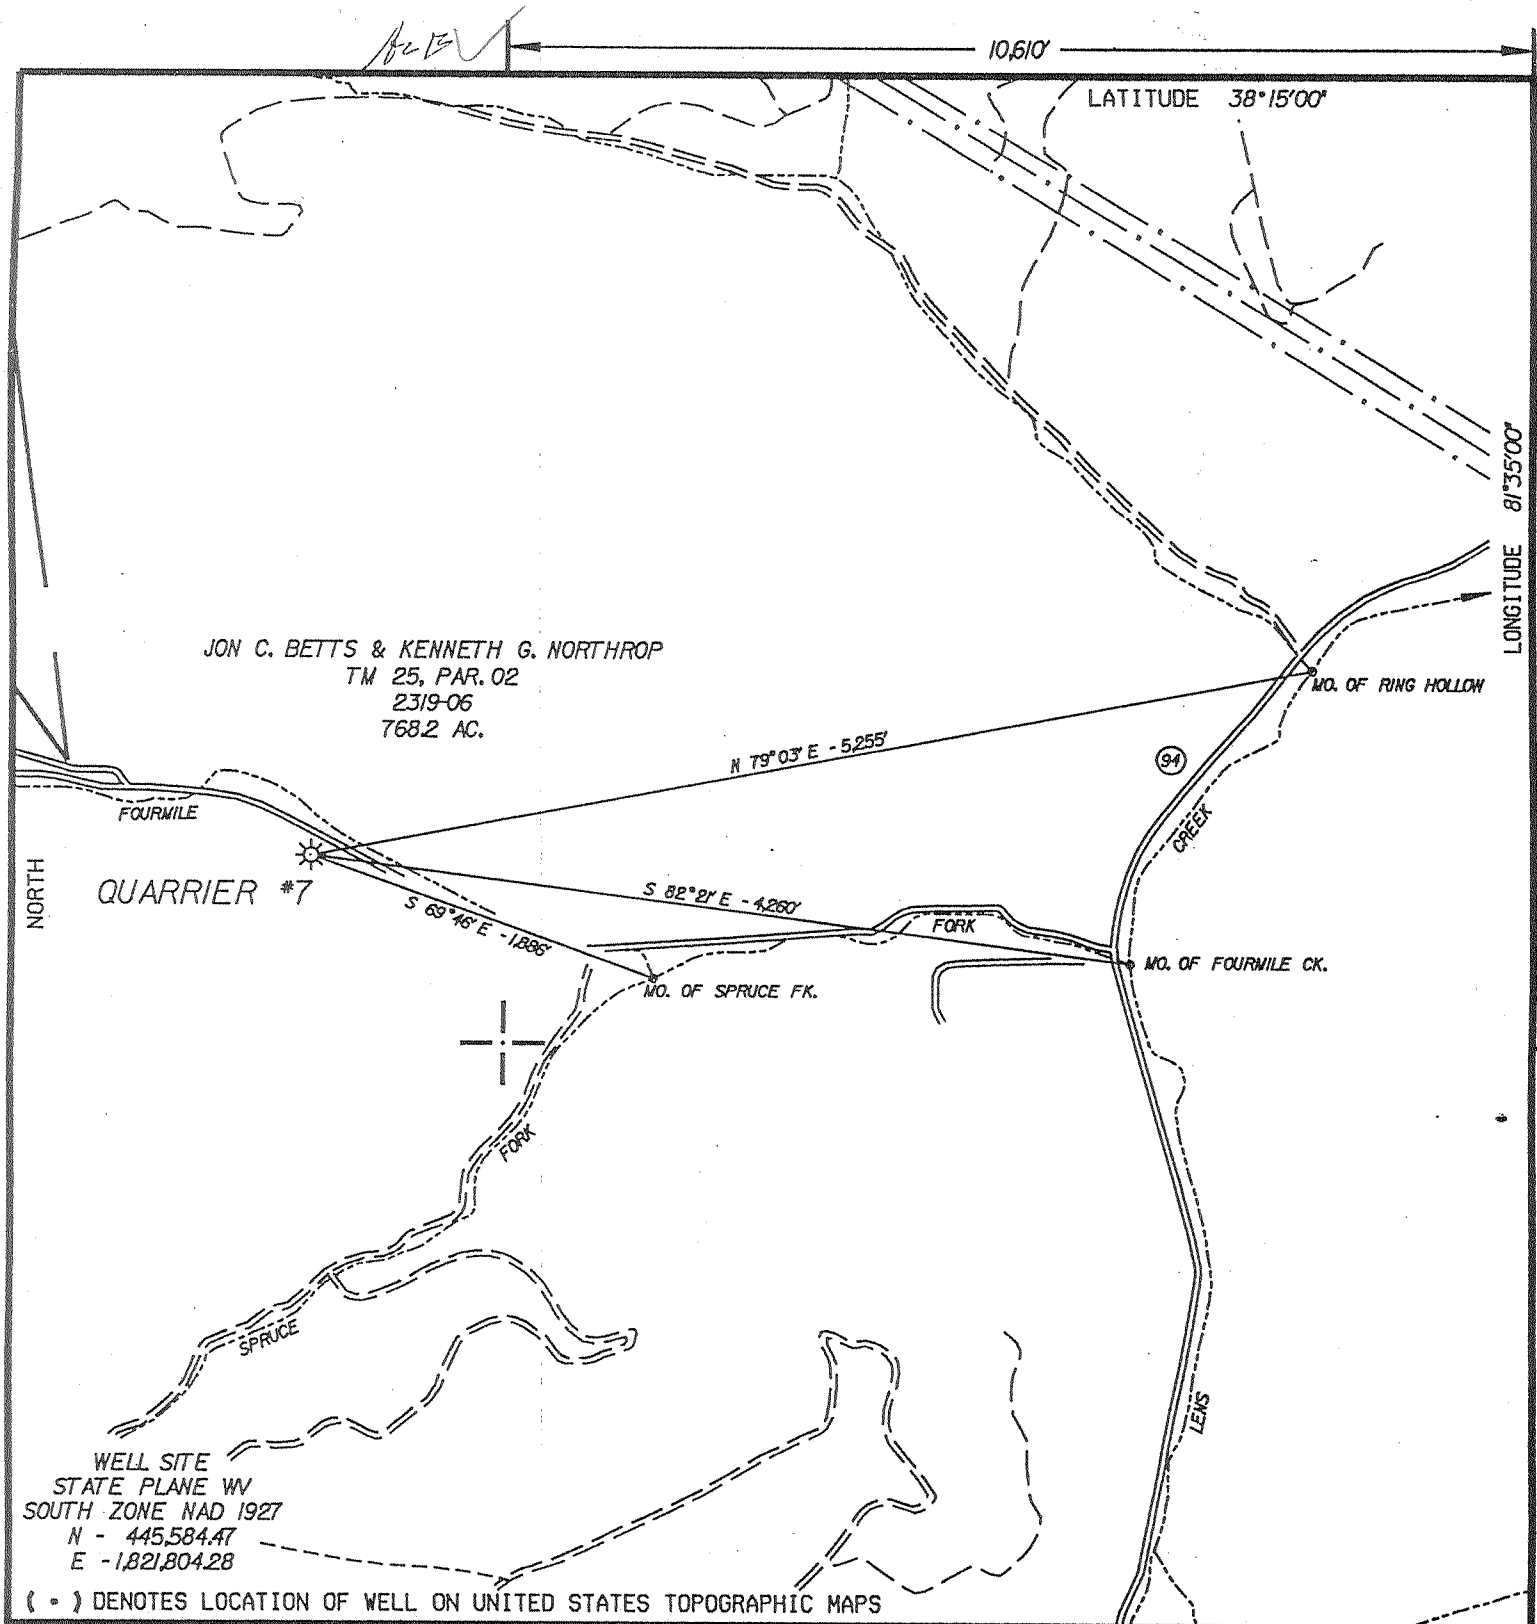 10,610'
LATITUDE 38°15'00"
LONGITUDE 81°35'00"
JON C. BETTS & KENNETH G. NORTHROP
TM 25, PAR. 02
2319-06
768.2 AC.
MO. OF RING HOLLOW
N 79°03' E - 5,255'
94
CREEK
FOURMILE
NORTH
QUARRIER #7
S 82°21' E - 4,260'
S 69°46' E - 1,886'
FORK
MO. OF FOURMILE CK.
MO. OF SPRUCE FK.
FORK
SPRUCE
LENS
WELL SITE
STATE PLANE WV
SOUTH ZONE NAD 1927
N - 445,584.47
E - 1,821,804.28
( • ) DENOTES LOCATION OF WELL ON UNITED STATES TOPOGRAPHIC MAPS